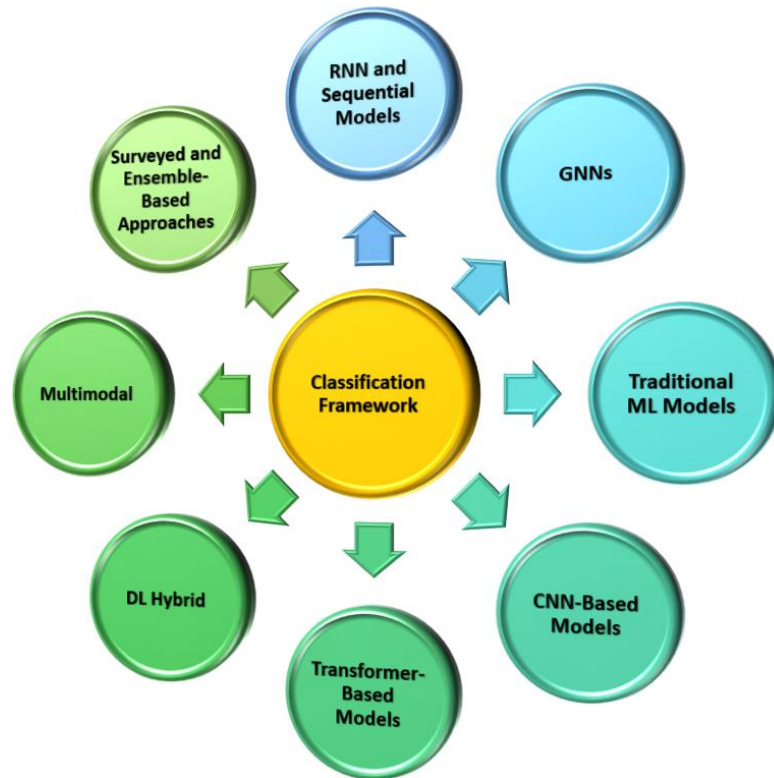 RNN and
Sequential
Models
GNNs
Traditional
ML Models
CNN-Based
Models
Transformer-
Based
Models
DL Hybrid
Multimodal
Surveyed and
Ensemble-
Based
Approaches
Classification
Framework